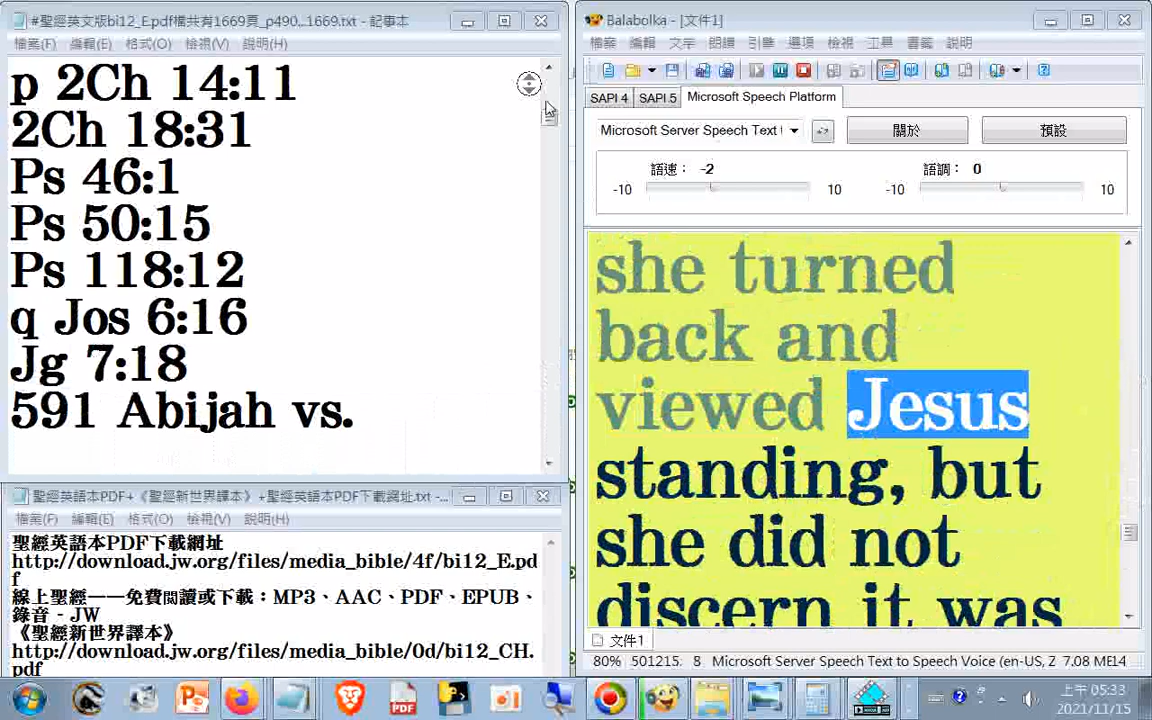 #聖經英文版bi12_E.pdf檔共有1669頁_p490,..1669.txt - 記事本
檔案(F) 編輯(E) 格式(O) 檢視(V) 說明(H)
p 2Ch 14:11
2Ch 18:31
Ps 46:1
Ps 50:15
Ps 118:12
q Jos 6:16
Jg 7:18
591 Abijah vs.
聖經英語本PDF+《聖經新世界譯本》+聖經英語本PDF下載網址.txt - ...
檔案(F) 編輯(E) 格式(O) 檢視(V) 說明(H)
聖經英語本PDF下載網址
http://download.jw.org/files/media_bible/4f/bi12_E.pd
f
線上聖經——免費閱讀或下載：MP3、AAC、PDF、EPUB、
錄音 - JW
《聖經新世界譯本》
http://download.jw.org/files/media_bible/0d/bi12_CH.
pdf
Balabolka - [文件1]
檔案 編輯 文字 朗讀 引擎 選項 檢視 工具 書籤 說明
SAPI 4 SAPI 5 Microsoft Speech Platform
Microsoft Server Speech Text t 關於 預設
語速： -2 語調： 0
-10 10 -10 10
she turned
back and
viewed Jesus
standing, but
she did not
discern it was
文件1
80% 501215. 8 Microsoft Server Speech Text to Speech Voice (en-US, Z 7.08 ME14
PDF
上午 05:33
2021/11/15